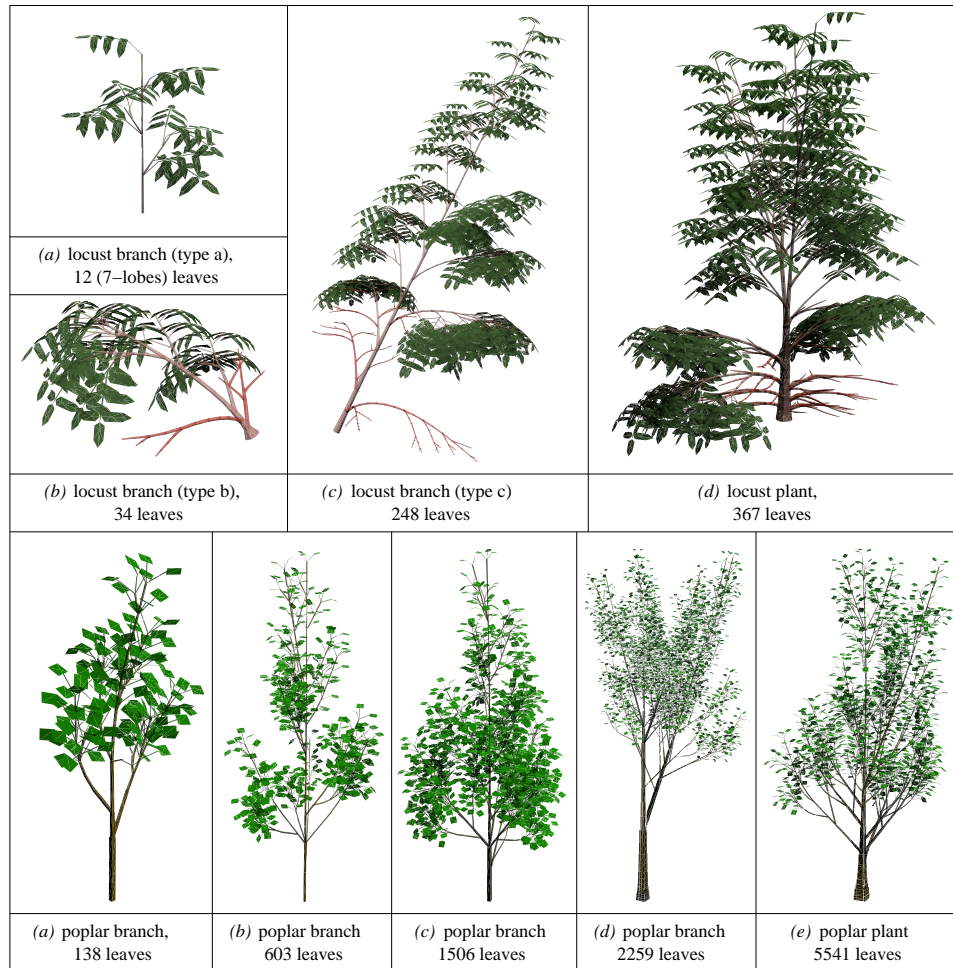 (a) locust branch (type a),
12 (7–lobes) leaves
(b) locust branch (type b),
34 leaves
(c) locust branch (type c)
248 leaves
(d) locust plant,
367 leaves
(a) poplar branch,
138 leaves
(b) poplar branch
603 leaves
(c) poplar branch
1506 leaves
(d) poplar branch
2259 leaves
(e) poplar plant
5541 leaves